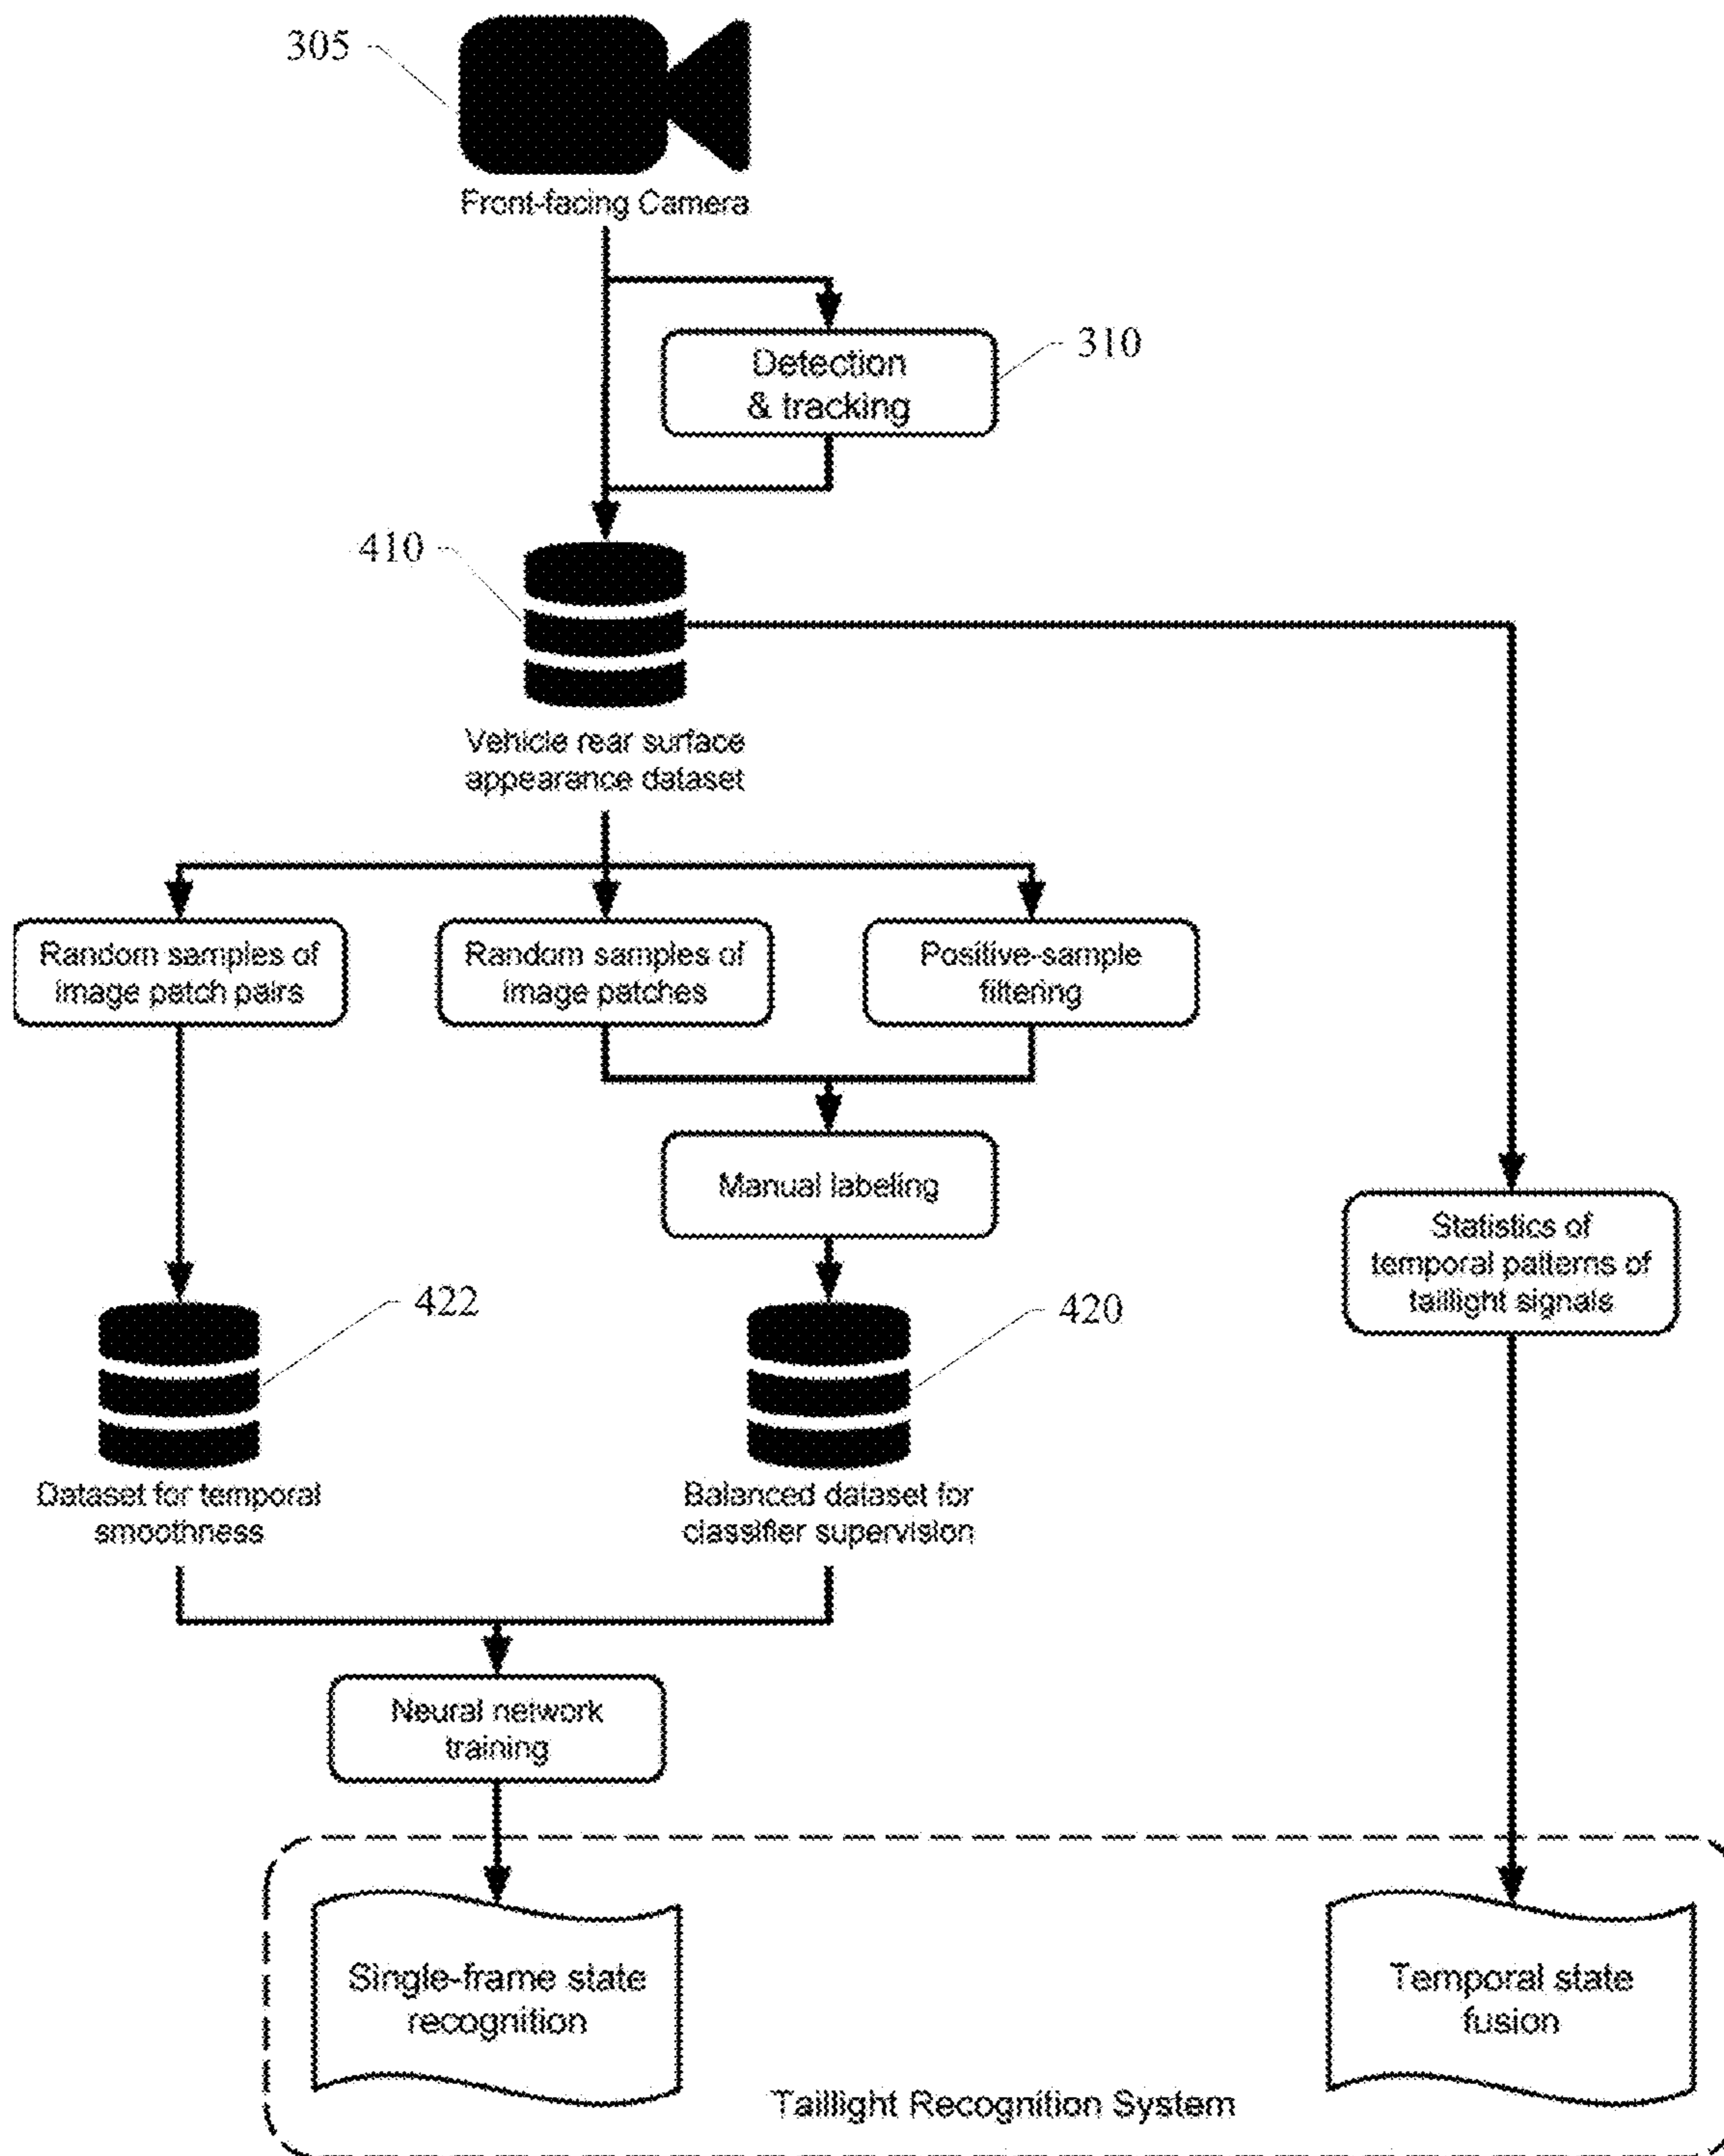 305
Front-facing Camera
310
Detection
& tracking
410
Vehicle rear surface
appearance dataset
Random samples of
image patch pairs
Random samples of
image patches
Positive-sample
filtering
Manual labeling
Statistics of
temporal patterns of
taillight signals
422
420
Dataset for temporal
smoothness
Balanced dataset for
classifier supervision
Neural network
training
Single-frame state
recognition
Temporal state
fusion
Taillight Recognition System